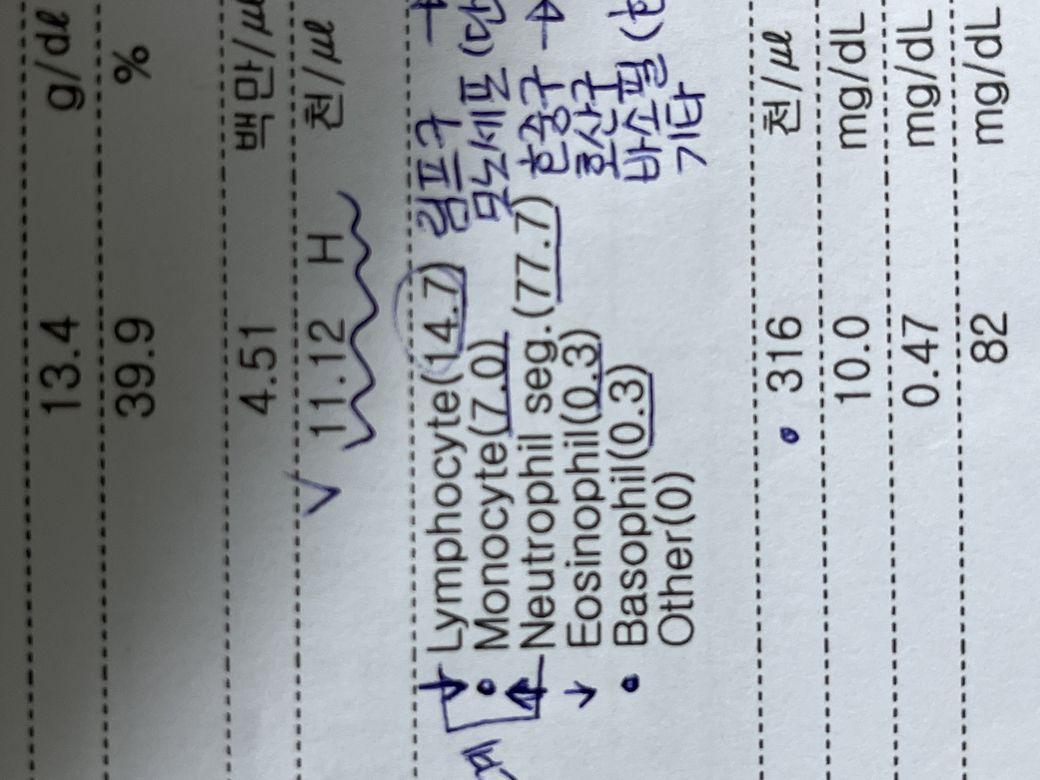 13.4 g/dℓ
39.9 %
4.51 백만/㎕
11.12 H 천/㎕
Lymphocyte(14.7) 림프구 →
Monocyte(7.0) 모노세포
Neutrophil seg.(77.7) 호중구 →
Eosinophil(0.3) 호산구
Basophil(0.3) 바소필
Other(0) 기타
316 천/㎕
10.0 mg/dL
0.47 mg/dL
82 mg/dL